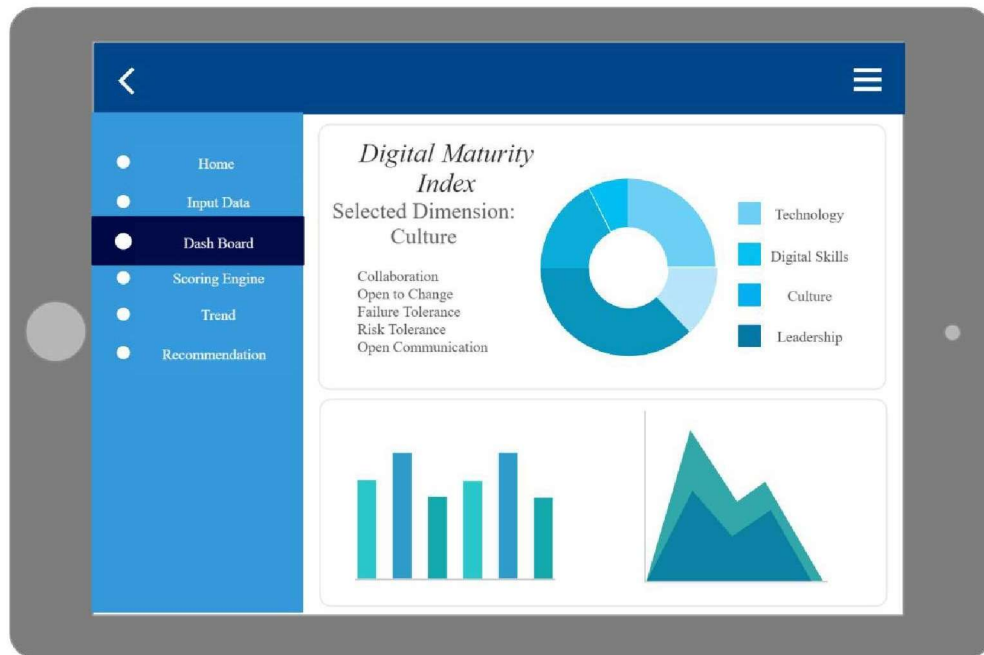 Home
Input Data
Dash Board
Scoring Engine
Trend
Recommendation
Digital Maturity
Index
Selected Dimension:
Culture
Collaboration
Open to Change
Failure Tolerance
Risk Tolerance
Open Communication
Technology
Digital Skills
Culture
Leadership